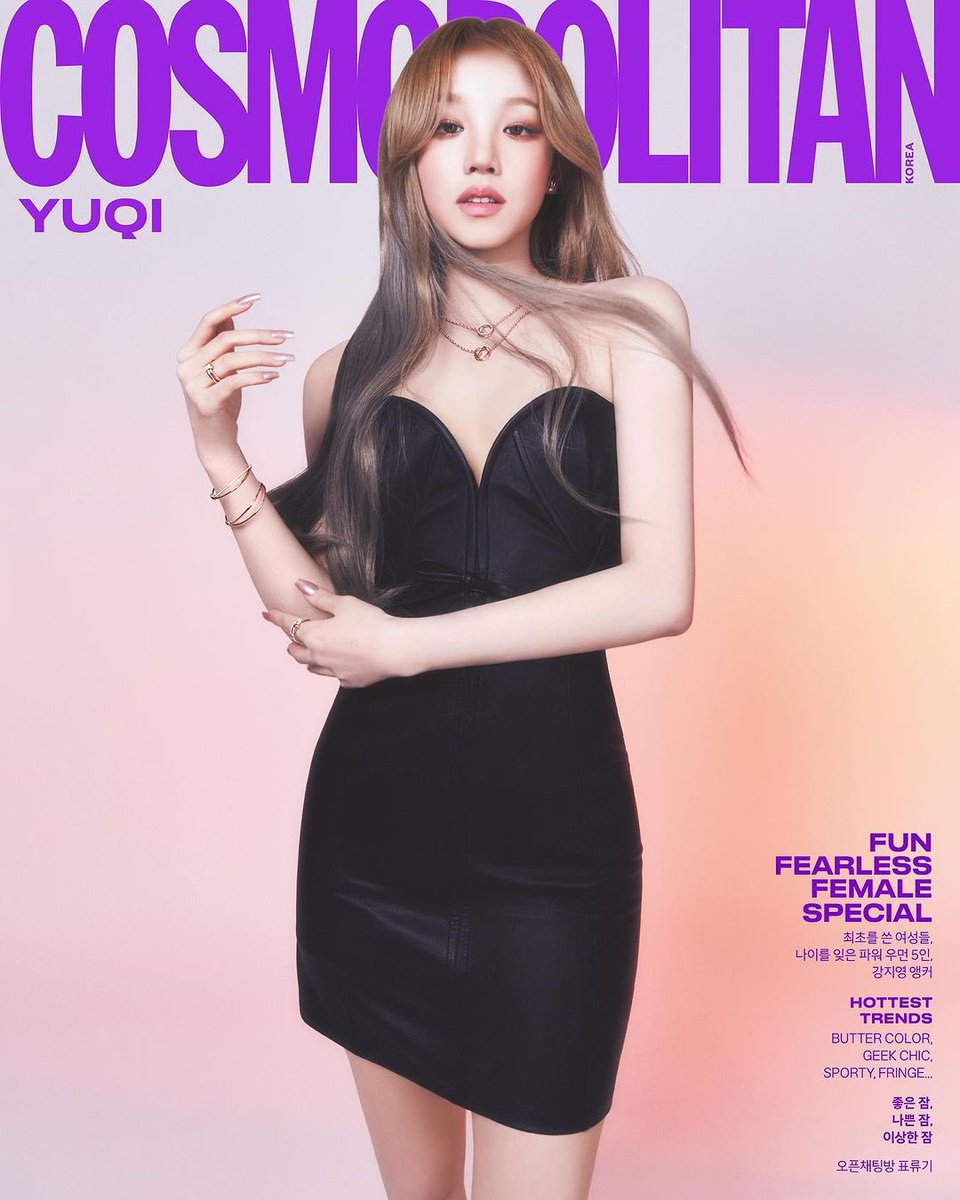 COSMOPOLITAN
KOREA
YUQI
FUN
FEARLESS
FEMALE
SPECIAL
최초를 쓴 여성들,
나이를 잊은 파워 우먼 5인,
강지영 앵커
HOTTEST
TRENDS
BUTTER COLOR,
GEEK CHIC,
SPORTY, FRINGE...
좋은 잠,
나쁜 잠,
이상한 잠
오픈채팅방 표류기